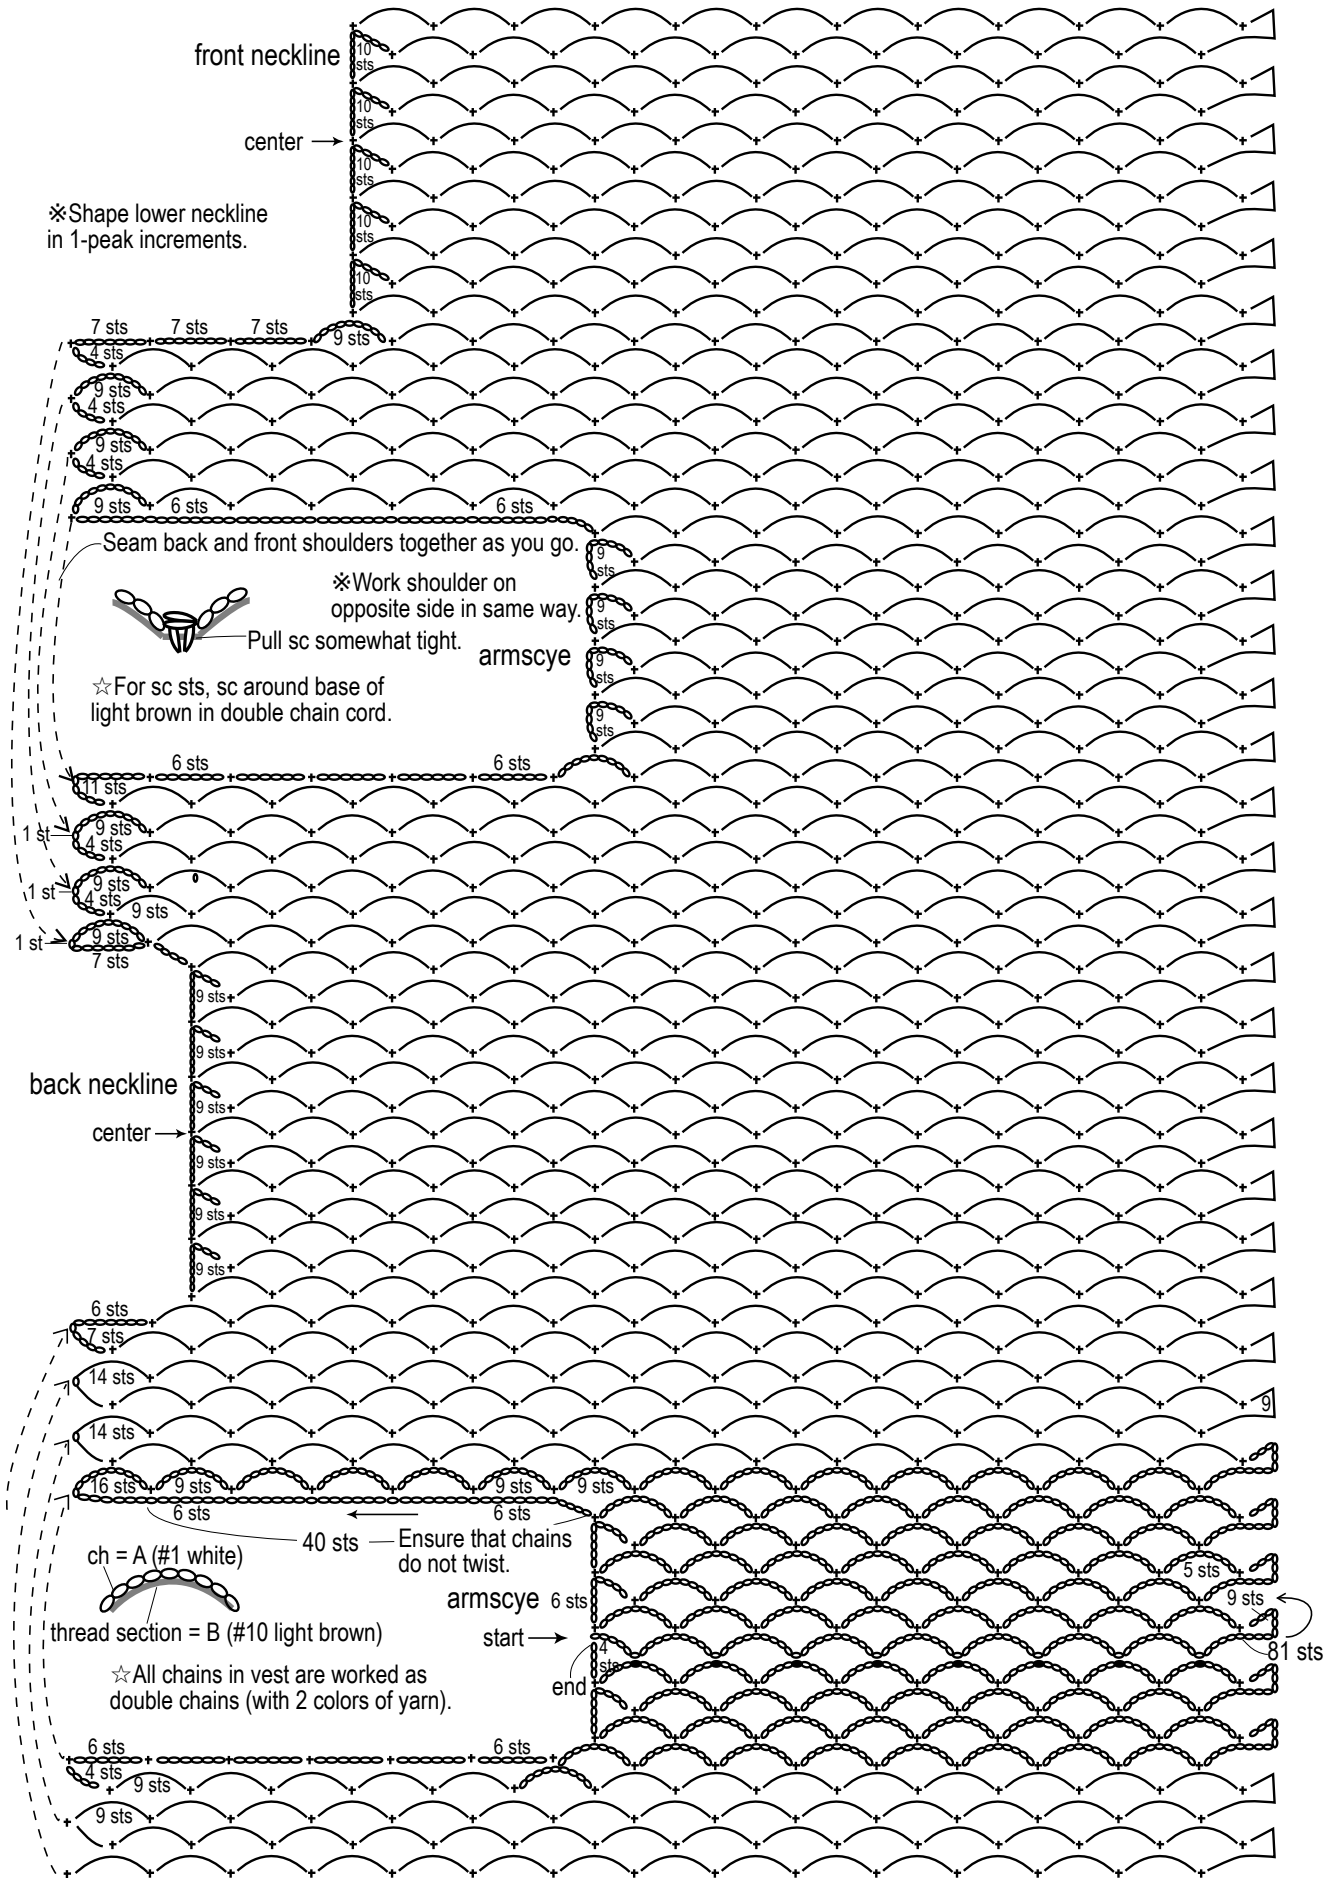 front neckline
10
sts
10
sts
center
10
sts
※Shape lower neckline
in 1-peak increments.
10
sts
10
sts
7 sts
7 sts
7 sts
9 sts
4 sts
9 sts
4 sts
9 sts
4 sts
9 sts
6 sts
6 sts
Seam back and front shoulders together as you go.
9
sts
※Work shoulder on
opposite side in same way.
9
sts
Pull sc somewhat tight.
armscye
9
sts
☆For sc sts, sc around base of
light brown in double chain cord.
9
sts
6 sts
6 sts
11 sts
1 st
9 sts
4 sts
1 st
9 sts
4 sts
9 sts
1 st
9 sts
7 sts
9 sts
9 sts
back neckline
9 sts
center
9 sts
9 sts
9 sts
6 sts
7 sts
14 sts
9
14 sts
16 sts
9 sts
9 sts
9 sts
6 sts
6 sts
40 sts
Ensure that chains
do not twist.
ch = A (#1 white)
5 sts
armscye
6 sts
9 sts
thread section = B (#10 light brown)
start
4
sts
81 sts
☆All chains in vest are worked as
double chains (with 2 colors of yarn).
end
6 sts
6 sts
4 sts
9 sts
9 sts